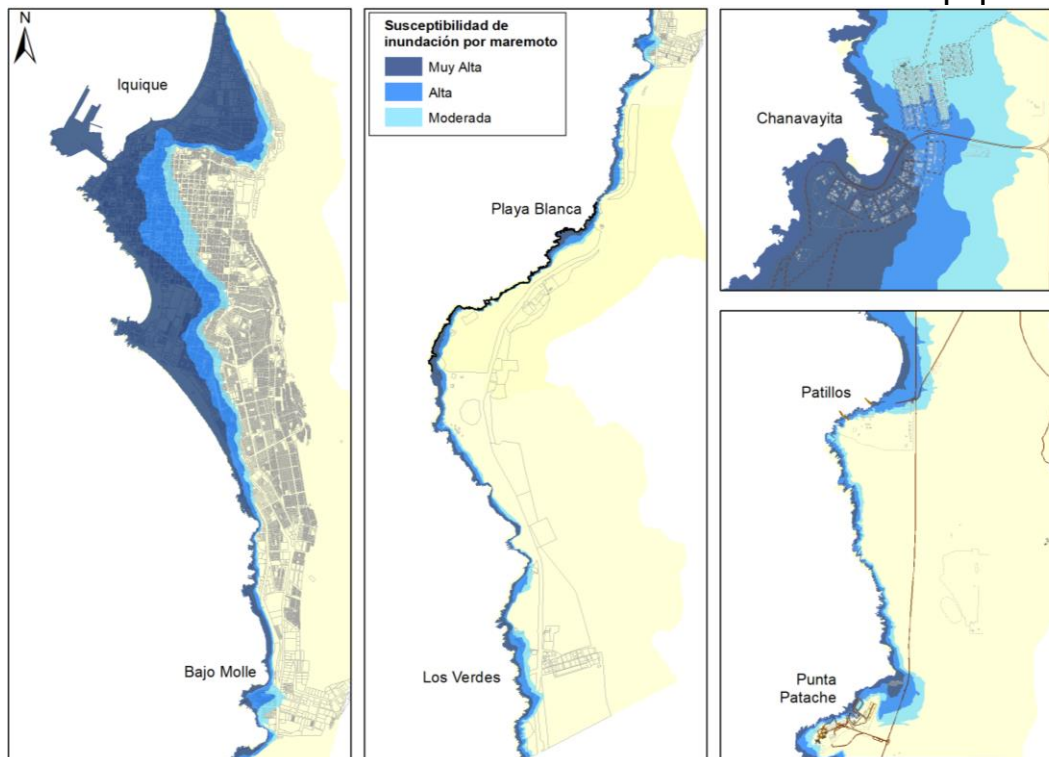 N
Iquique
Bajo Molle
Susceptibilidad de
inundación por maremoto
Muy Alta
Alta
Moderada
Playa Blanca
Los Verdes
Chanavayita
Patillos
Punta
Patache